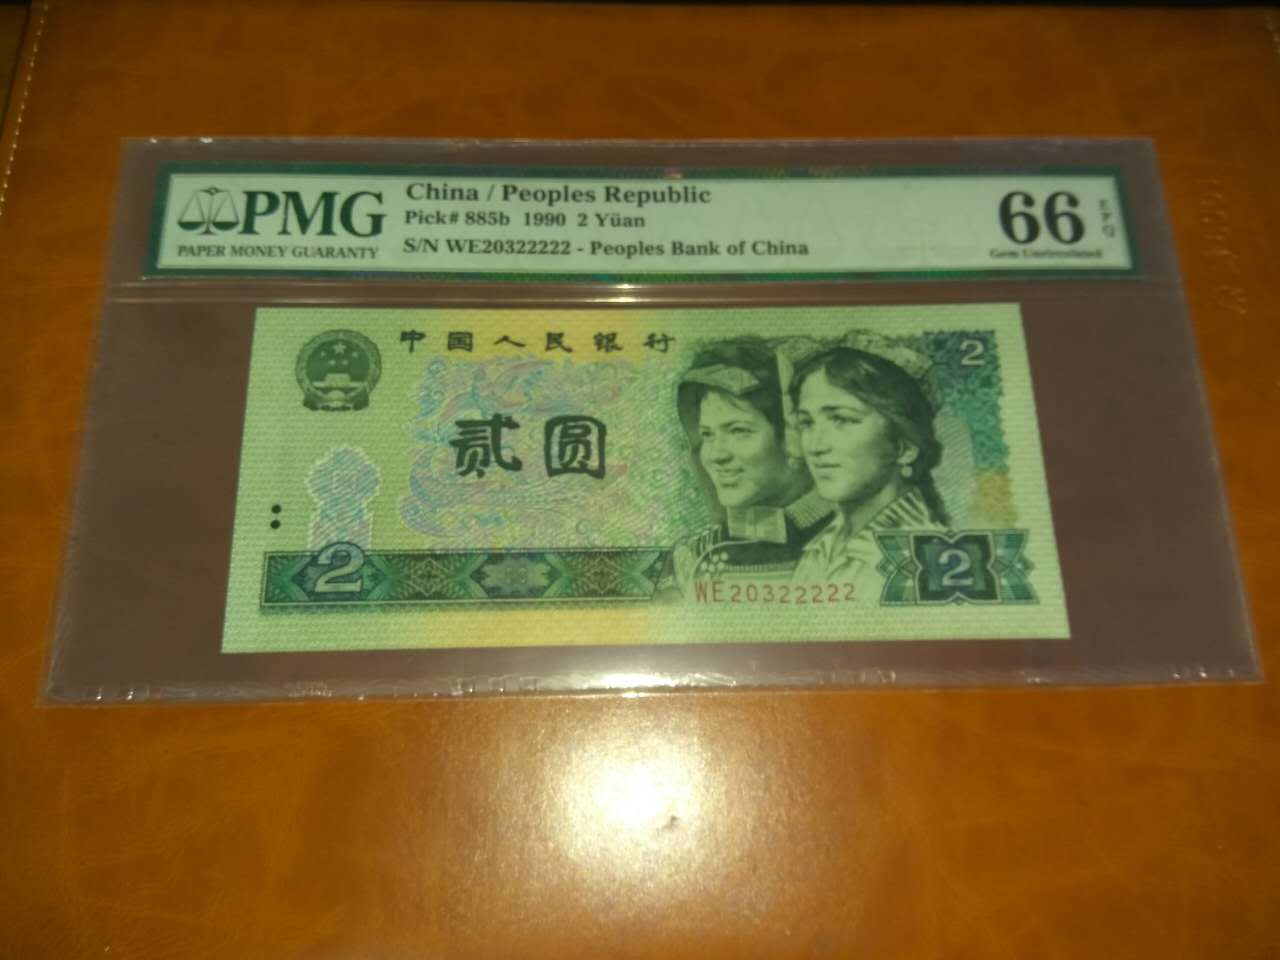 PMG
PAPER MONEY GUARANTY
China / Peoples Republic
Pick# 885b 1990 2 Yüan
S/N WE20322222 - Peoples Bank of China
66 EPQ
Gem Uncirculated
中国人民银行
2
贰圆
2
WE20322222
2